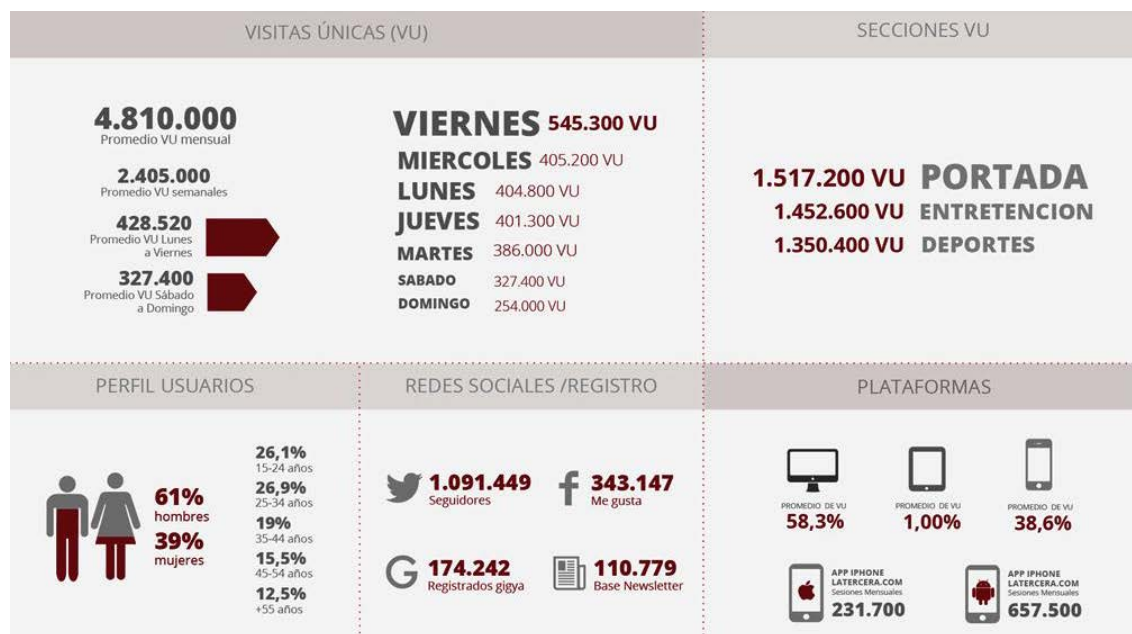 VISITAS ÚNICAS (VU)
4.810.000
Promedio VU mensual
2.405.000
Promedio VU semanales
428.520
Promedio VU Lunes
a Viernes
327.400
Promedio VU Sábado
a Domingo
VIERNES 545.300 VU
MIERCOLES 405.200 VU
LUNES 404.800 VU
JUEVES 401.300 VU
MARTES 386.000 VU
SABADO 327.400 VU
DOMINGO 254.000 VU
SECCIONES VU
1.517.200 VU PORTADA
1.452.600 VU ENTRETENCION
1.350.400 VU DEPORTES
PERFIL USUARIOS
61%
hombres
39%
mujeres
26,1%
15-24 años
26,9%
25-34 años
19%
35-44 años
15,5%
45-54 años
12,5%
+55 años
REDES SOCIALES /REGISTRO
1.091.449
Seguidores
343.147
Me gusta
174.242
Registrados gigya
110.779
Base Newsletter
PLATAFORMAS
PROMEDIO DE VU
58,3%
PROMEDIO DE VU
1,00%
PROMEDIO DE VU
38,6%
APP IPHONE
LATERCERA.COM
Sesiones Mensuales
231.700
APP IPHONE
LATERCERA.COM
Sesiones Mensuales
657.500